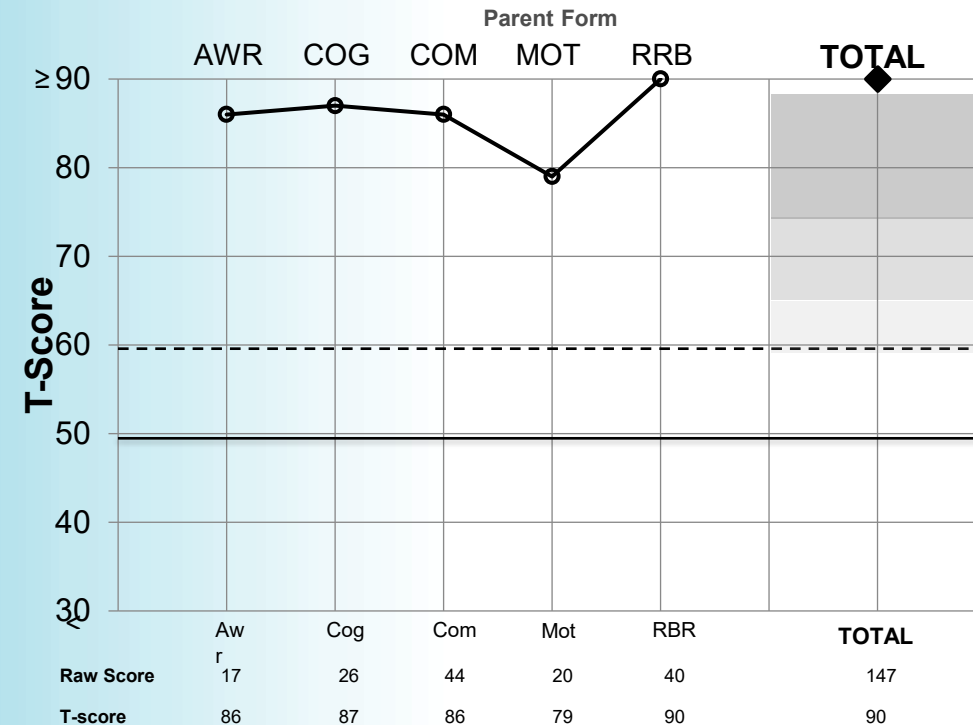 Parent Form
AWR COG COM MOT RRB TOTAL
≥ 90
80
70
60
50
40
30
<
T-Score
Aw
r Cog Com Mot RBR TOTAL
Raw Score 17 26 44 20 40 147
T-score 86 87 86 79 90 90